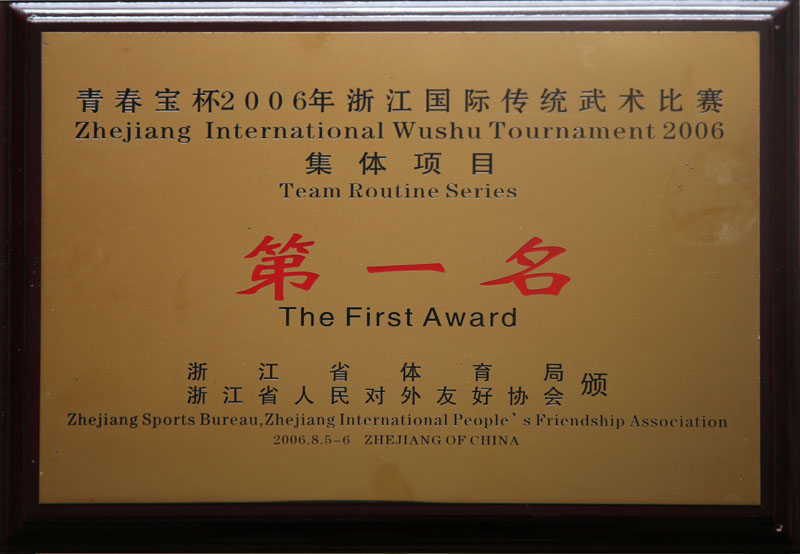 青春宝杯2006年浙江国际传统武术比赛
Zhejiang International Wushu Tournament 2006
集体项目
Team Routine Series
第一名
The First Award
浙江省体育局
浙江省人民对外友好协会 颁
Zhejiang Sports Bureau,Zhejiang International People's Friendship Association
2006.8.5-6 ZHEJIANG OF CHINA